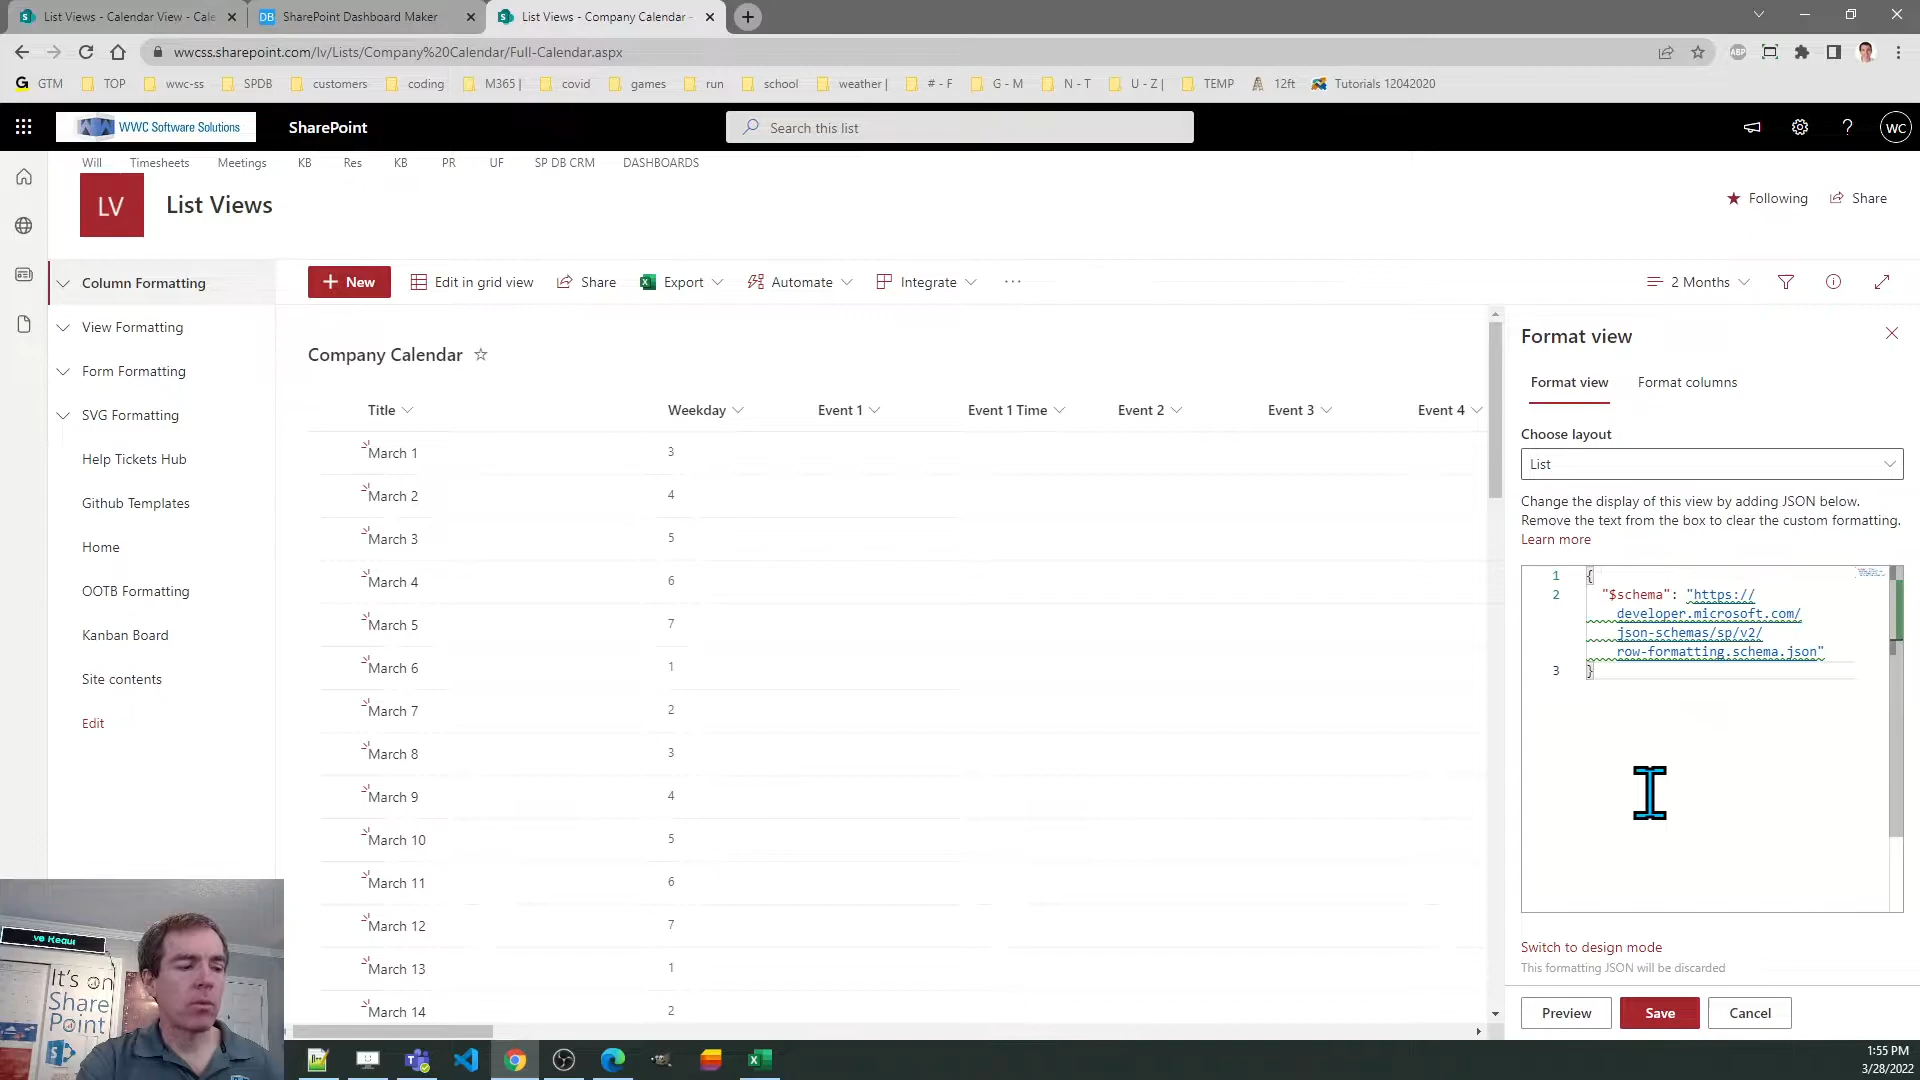 List Views - Calendar View - Cale
SharePoint Dashboard Maker
List Views - Company Calendar -
wwcss.sharepoint.com/lv/Lists/Company%20Calendar/Full-Calendar.aspx
ABP
G GTM
TOP
wwc-ss
SPDB
customers
coding
M365 |
covid
games
run
school
weather |
# - F
G - M
N - T
U - Z |
TEMP
12ft
Tutorials 12042020
WWC Software Solutions
SharePoint
Search this list
?
WC
Will
Timesheets
Meetings
KB
Res
KB
PR
UF
SP DB CRM
DASHBOARDS
LV
List Views
Following
Share
Column Formatting
View Formatting
Form Formatting
SVG Formatting
Help Tickets Hub
Github Templates
Home
OOTB Formatting
Kanban Board
Site contents
Edit
+ New
Edit in grid view
Share
Export
Automate
Integrate
...
2 Months
Company Calendar
Title
Weekday
Event 1
Event 1 Time
Event 2
Event 3
Event 4
March 1
3
March 2
4
March 3
5
March 4
6
March 5
7
March 6
1
March 7
2
March 8
3
March 9
4
March 10
5
March 11
6
March 12
7
March 13
1
March 14
2
Format view
Format view
Format columns
Choose layout
List
Change the display of this view by adding JSON below.
Remove the text from the box to clear the custom formatting.
Learn more
1 {
2 "$schema": "https://
developer.microsoft.com/
json-schemas/sp/v2/
row-formatting.schema.json"
3 }
Switch to design mode
This formatting JSON will be discarded
Preview
Save
Cancel
It's on
Share
Point
1:55 PM
3/28/2022